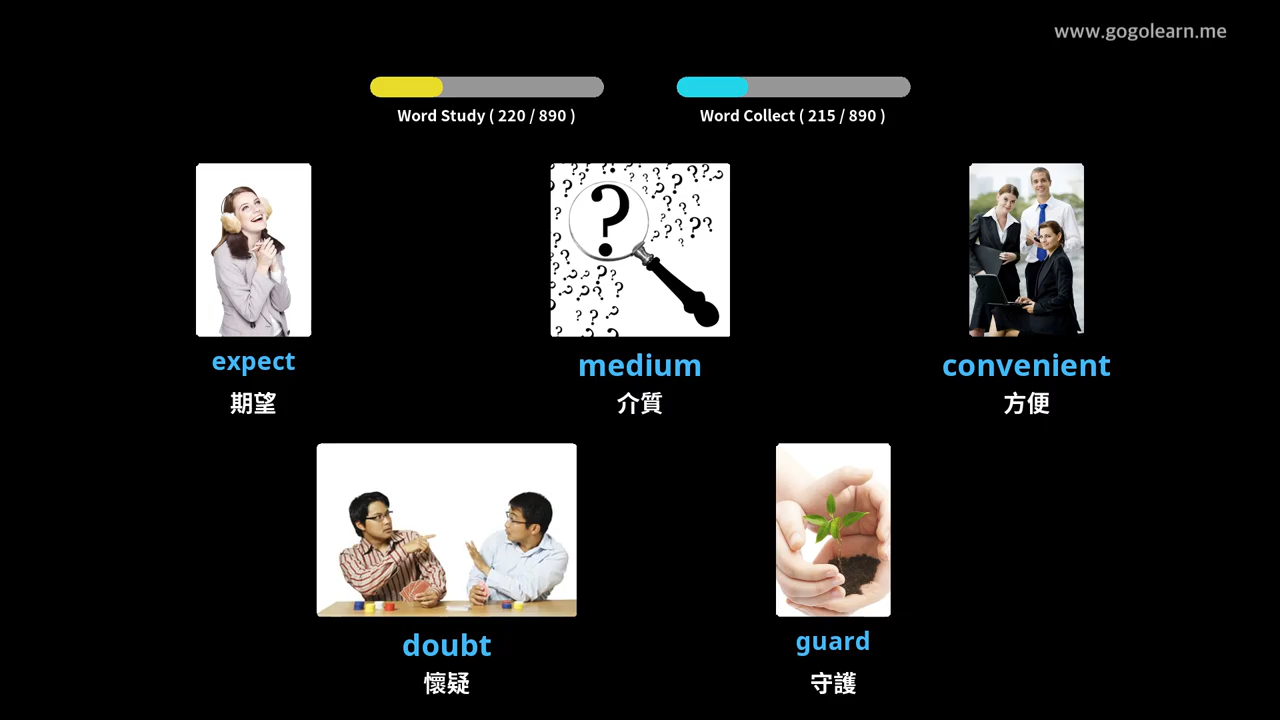 www.gogolearn.me
Word Study ( 220 / 890 )
Word Collect ( 215 / 890 )
expect
期望
medium
介質
convenient
方便
doubt
懷疑
guard
守護